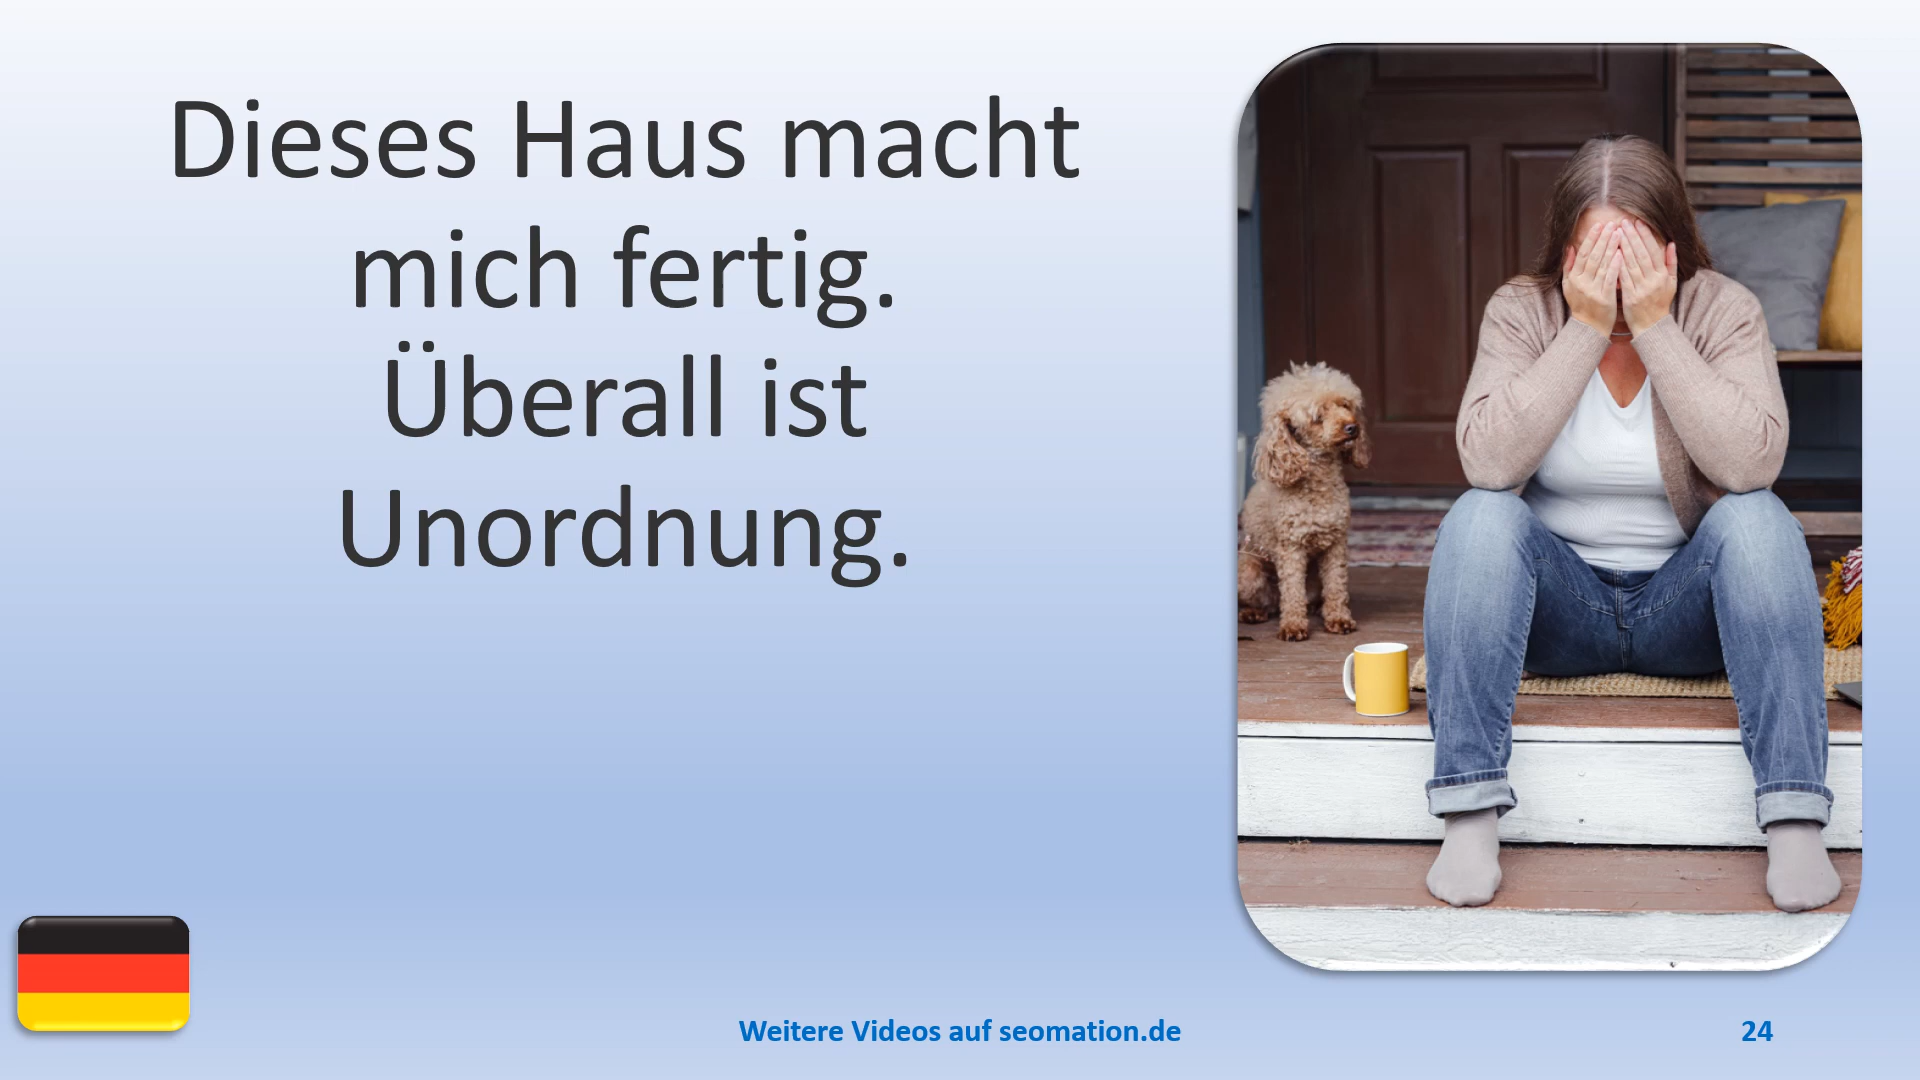 Dieses Haus macht
mich fertig.
Überall ist
Unordnung.
Weitere Videos auf seomation.de
24